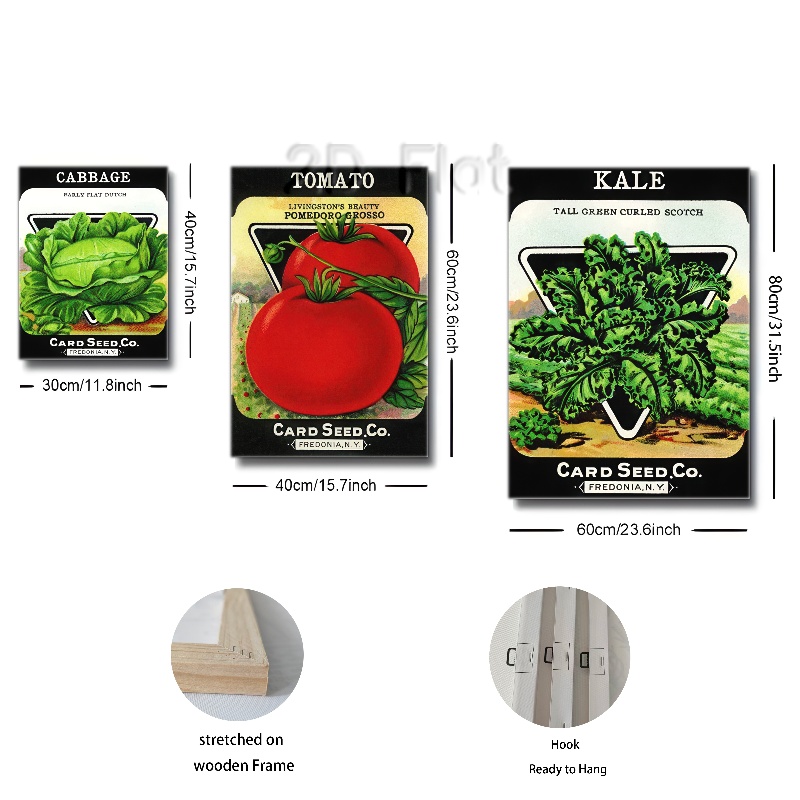 2D Flat
CABBAGE
EARLY FLAT DUTCH
CARD SEED, CO.
FREDONIA, N.Y.
40cm/15.7inch
30cm/11.8inch
TOMATO
LIVINGSTON'S BEAUTY
POMEDORO GROSSO
CARD SEED, CO.
FREDONIA, N.Y.
60cm/23.6inch
40cm/15.7inch
KALE
TALL GREEN CURLED SCOTCH
CARD SEED, CO.
FREDONIA, N.Y.
80cm/31.5inch
60cm/23.6inch
stretched on
wooden Frame
Hook
Ready to Hang